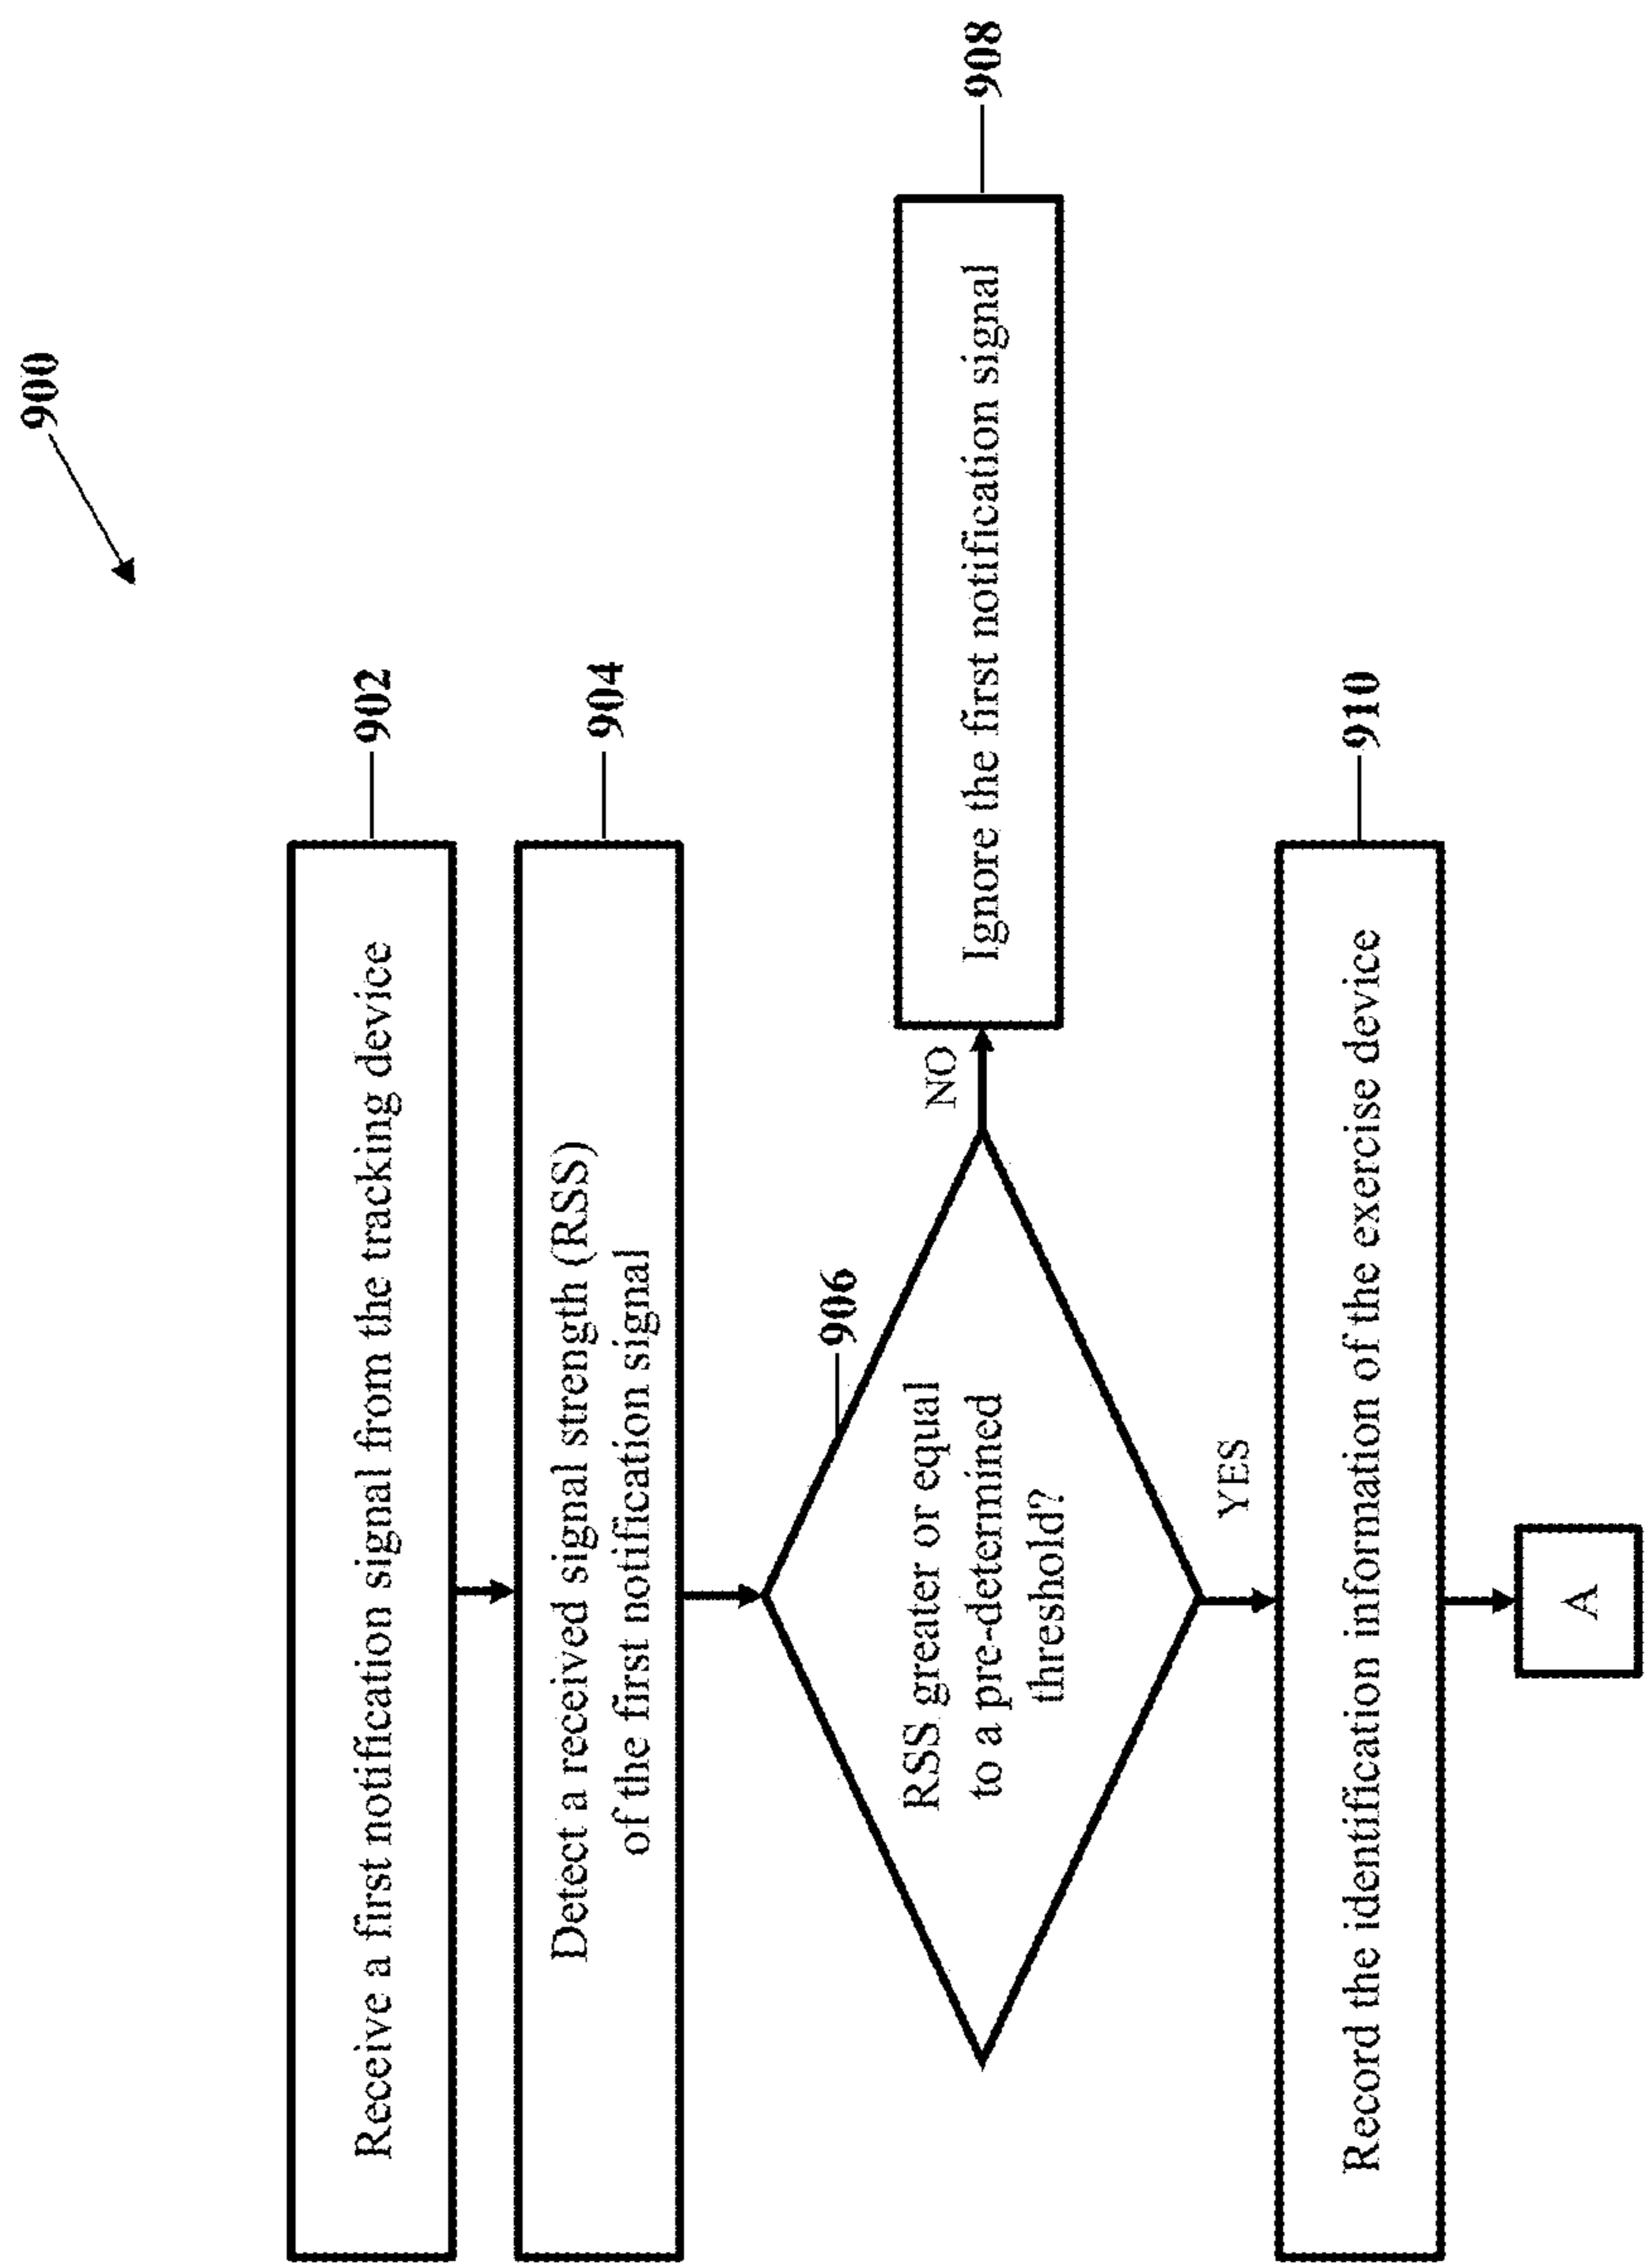 900
Receive a first notification signal from the tracking device
902
Detect a received signal strength (RSS)
of the first notification signal
904
906
RSS greater or equal
to a pre-determined
threshold?
NO
Ignore the first notification signal
908
YES
Record the identification information of the exercise device
910
A